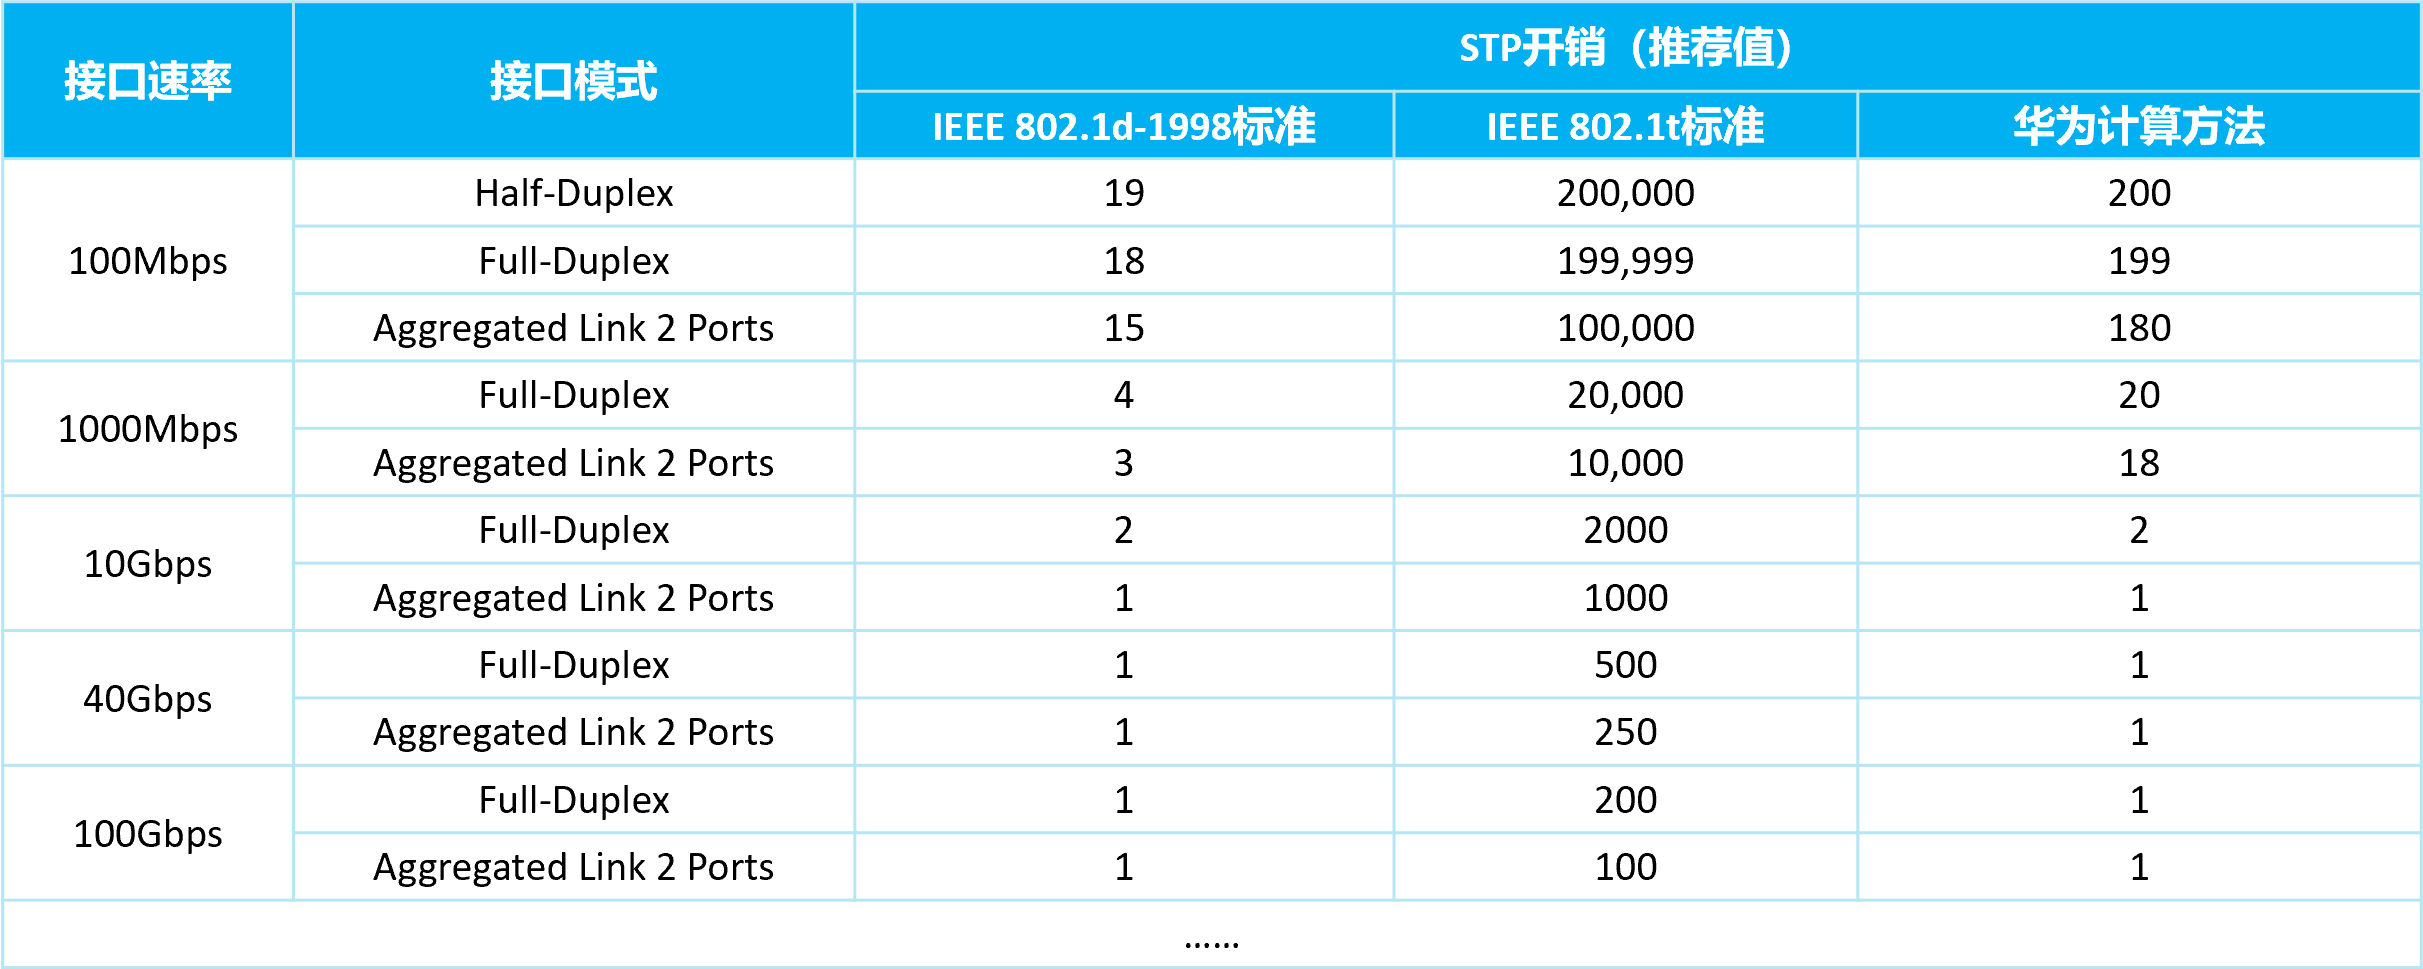 接口速率 接口模式 STP开销（推荐值）
IEEE 802.1d-1998标准 IEEE 802.1t标准 华为计算方法
100Mbps Half-Duplex 19 200,000 200
Full-Duplex 18 199,999 199
Aggregated Link 2 Ports 15 100,000 180
1000Mbps Full-Duplex 4 20,000 20
Aggregated Link 2 Ports 3 10,000 18
10Gbps Full-Duplex 2 2000 2
Aggregated Link 2 Ports 1 1000 1
40Gbps Full-Duplex 1 500 1
Aggregated Link 2 Ports 1 250 1
100Gbps Full-Duplex 1 200 1
Aggregated Link 2 Ports 1 100 1
……